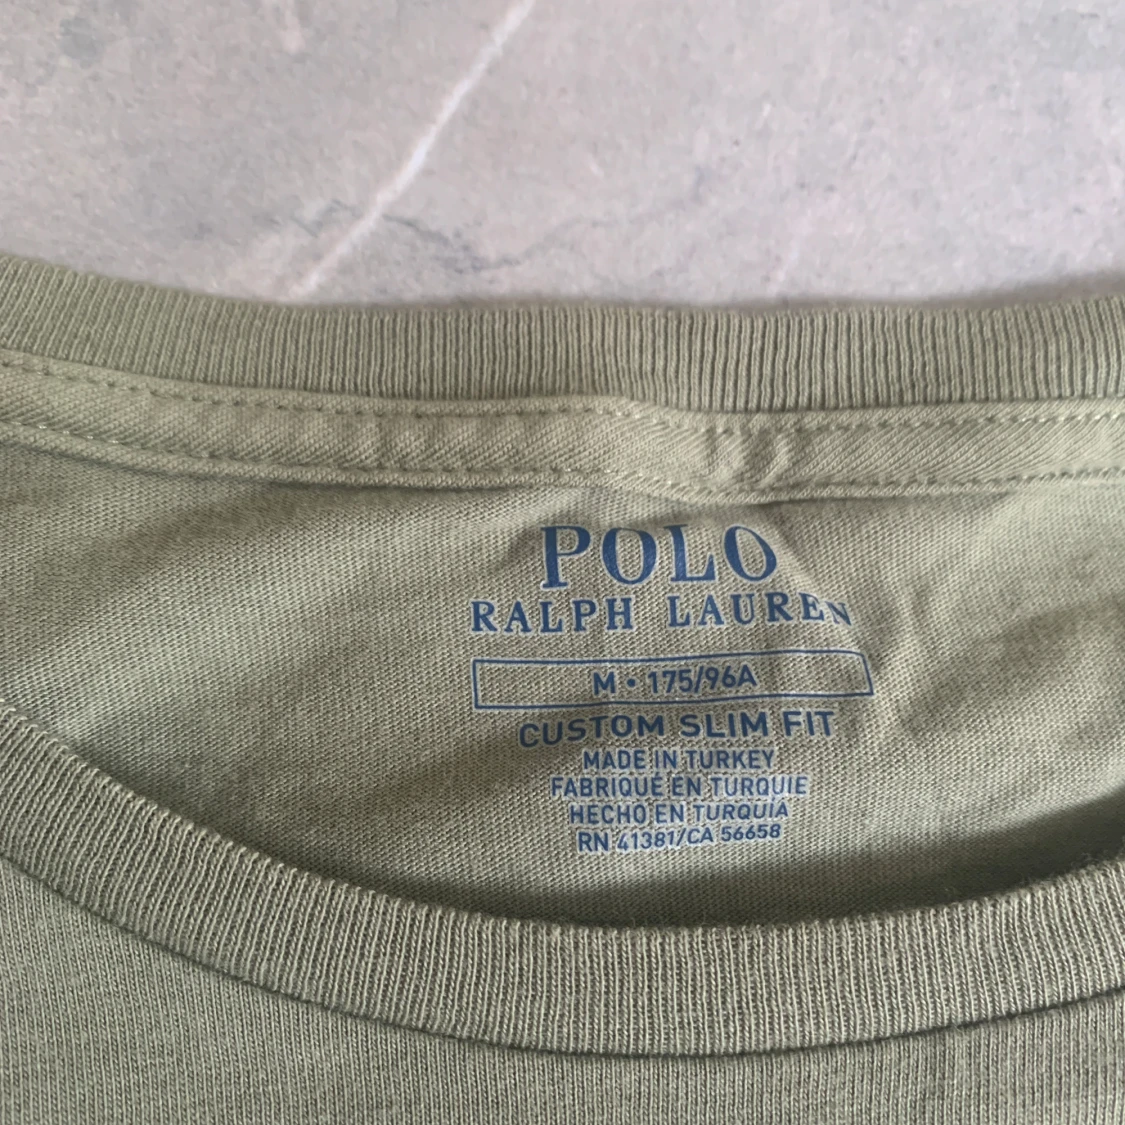 POLO
RALPH LAUREN
M • 175/96A
CUSTOM SLIM FIT
MADE IN TURKEY
FABRIQUÉ EN TURQUIE
HECHO EN TURQUÍA
RN 41381/CA 56658